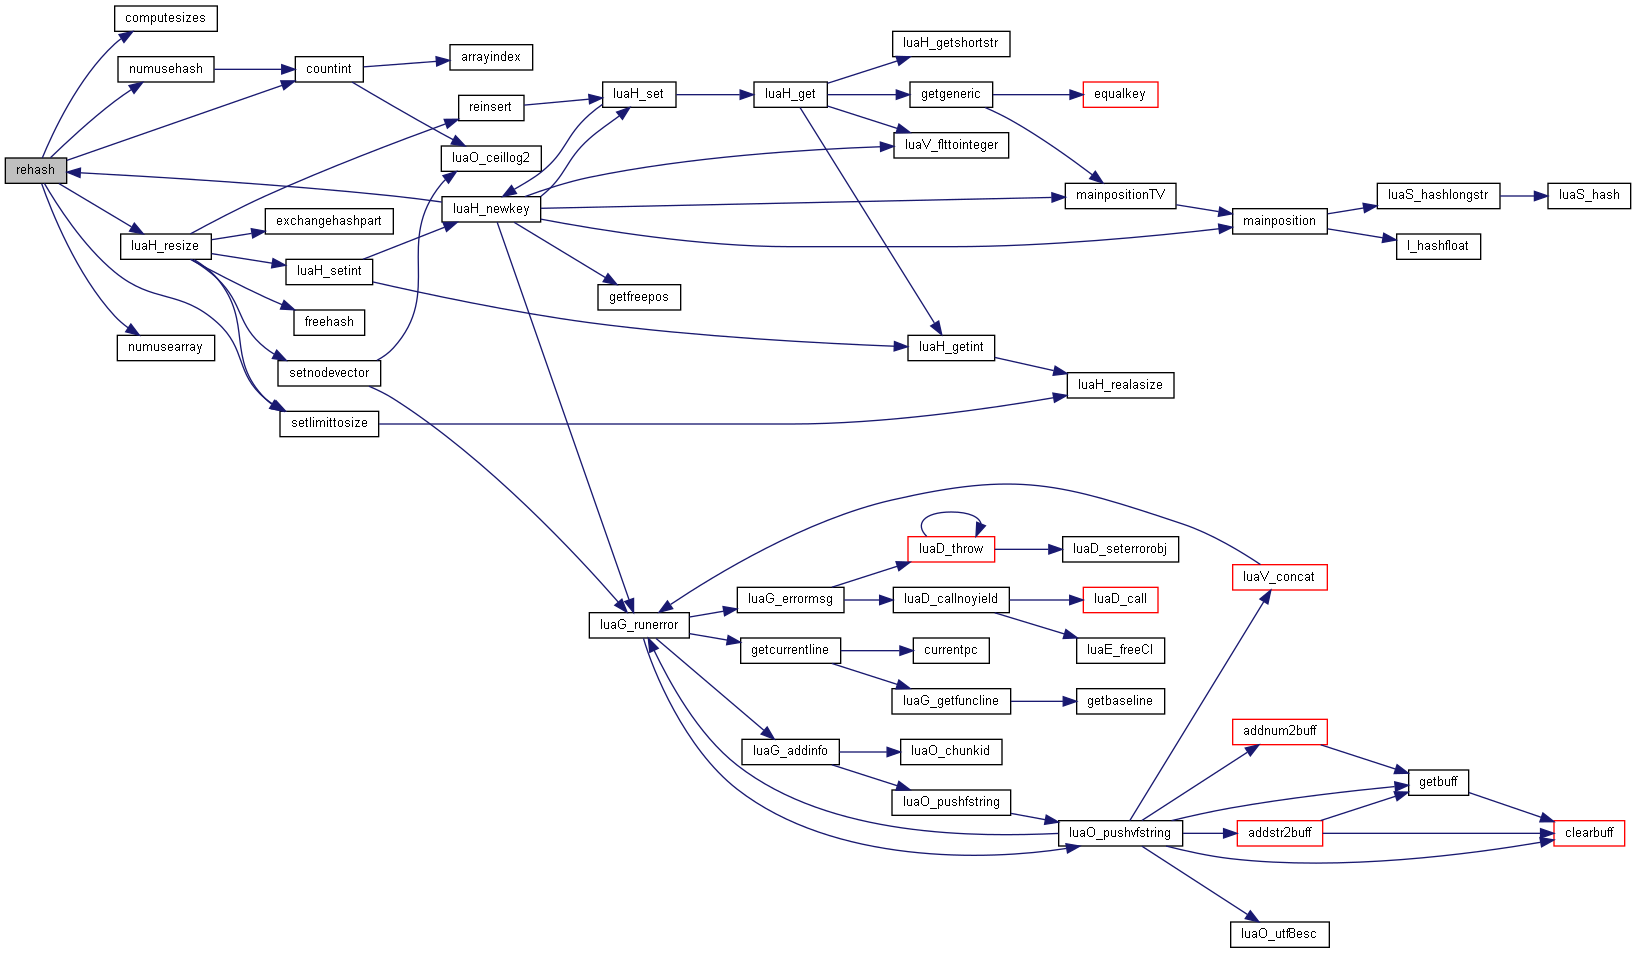 computesizes
luaH_getshortstr
arrayindex
numusehash
countint
luaH_set
luaH_get
getgeneric
equalkey
reinsert
luaV_flttointeger
luaO_ceillog2
rehash
mainpositionTV
luaS_hashlongstr
luaS_hash
luaH_newkey
exchangehashpart
mainposition
luaH_resize
l_hashfloat
luaH_setint
getfreepos
freehash
numusearray
luaH_getint
setnodevector
luaH_realasize
setlimittosize
luaD_throw
luaD_seterrorobj
luaV_concat
luaG_errormsg
luaD_callnoyield
luaD_call
luaG_runerror
getcurrentline
currentpc
luaE_freeCI
luaG_getfuncline
getbaseline
addnum2buff
luaG_addinfo
luaO_chunkid
getbuff
luaO_pushfstring
luaO_pushvfstring
addstr2buff
clearbuff
luaO_utf8esc